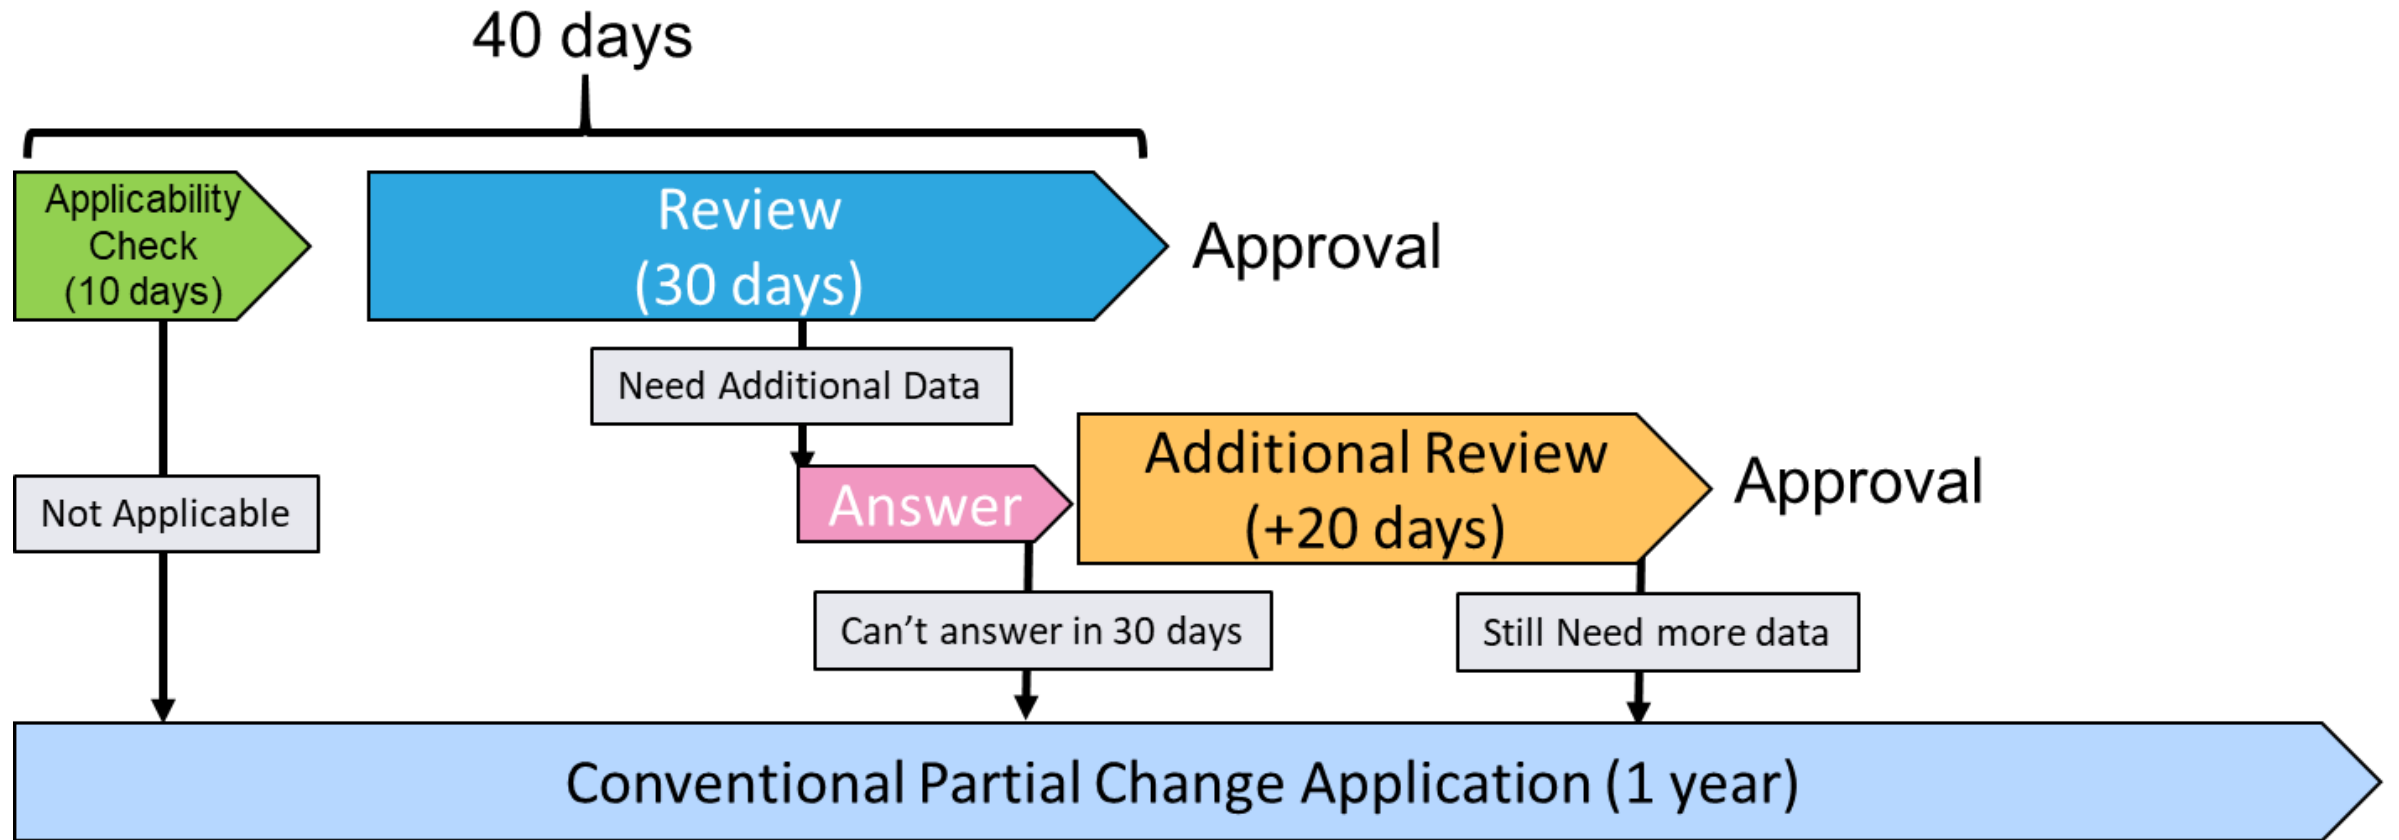 40 days
Applicability
Check
(10 days)
Review
(30 days)
Approval
Need Additional Data
Answer
Additional Review
(+20 days)
Approval
Not Applicable
Can’t answer in 30 days
Still Need more data
Conventional Partial Change Application (1 year)